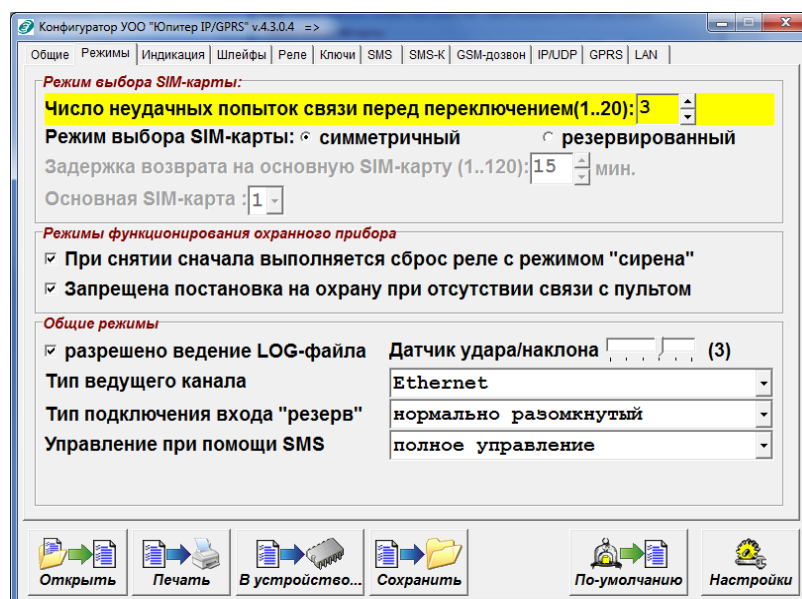 Конфигуратор УОО "Юпитер IP/GPRS" v.4.3.0.4 =>
Общие Режимы Индикация Шлейфы Реле Ключи SMS SMS-K GSM-дозвон IP/UDP GPRS LAN
Режим выбора SIM-карты:
Число неудачных попыток связи перед переключением(1..20): 3
Режим выбора SIM-карты: симметричный резервированный
Задержка возврата на основную SIM-карту (1..120): 15 мин.
Основная SIM-карта : 1
Режимы функционирования охранного прибора
При снятии сначала выполняется сброс реле с режимом "сирена"
Запрещена постановка на охрану при отсутствии связи с пультом
Общие режимы
разрешено ведение LOG-файла Датчик удара/наклона (3)
Тип ведущего канала Ethernet
Тип подключения входа "резерв" нормально разомкнутый
Управление при помощи SMS полное управление
Открыть Печать В устройство... Сохранить По-умолчанию Настройки